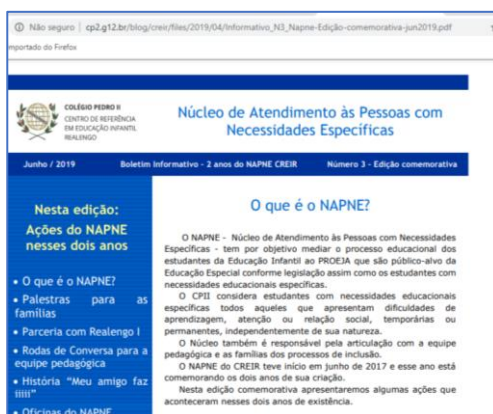 Não seguro | cp2.g12.br/blog/creir/files/2019/04/Informativo_N3_Napne-Edição-comemorativa-jun2019.pdf
mportado do Firefox
COLÉGIO PEDRO II
CENTRO DE REFERÊNCIA
EM EDUCAÇÃO INFANTIL
REALENGO
Núcleo de Atendimento às Pessoas com
Necessidades Específicas
Junho / 2019 Boletim Informativo - 2 anos do NAPNE CREIR Número 3 - Edição comemorativa
Nesta edição:
Ações do NAPNE
nesses dois anos
• O que é o NAPNE?
• Palestras para as
famílias
• Parceria com Realengo I
• Rodas de Conversa para a
equipe pedagógica
• História “Meu amigo faz
iiiii”
• Oficinas do NAPNE
O que é o NAPNE?
O NAPNE - Núcleo de Atendimento às Pessoas com Necessidades
Específicas - tem por objetivo mediar o processo educacional dos
estudantes da Educação Infantil ao PROEJA que são público-alvo da
Educação Especial conforme legislação assim como os estudantes com
necessidades educacionais específicas.
O CPII considera estudantes com necessidades educacionais
específicas todos aqueles que apresentam dificuldades de
aprendizagem, atenção ou relação social, temporárias ou
permanentes, independentemente de sua natureza.
O Núcleo também é responsável pela articulação com a equipe
pedagógica e as famílias dos processos de inclusão.
O NAPNE do CREIR teve início em junho de 2017 e esse ano está
comemorando os dois anos de sua criação.
Nesta edição comemorativa apresentaremos algumas ações que
aconteceram nesses dois anos de existência.